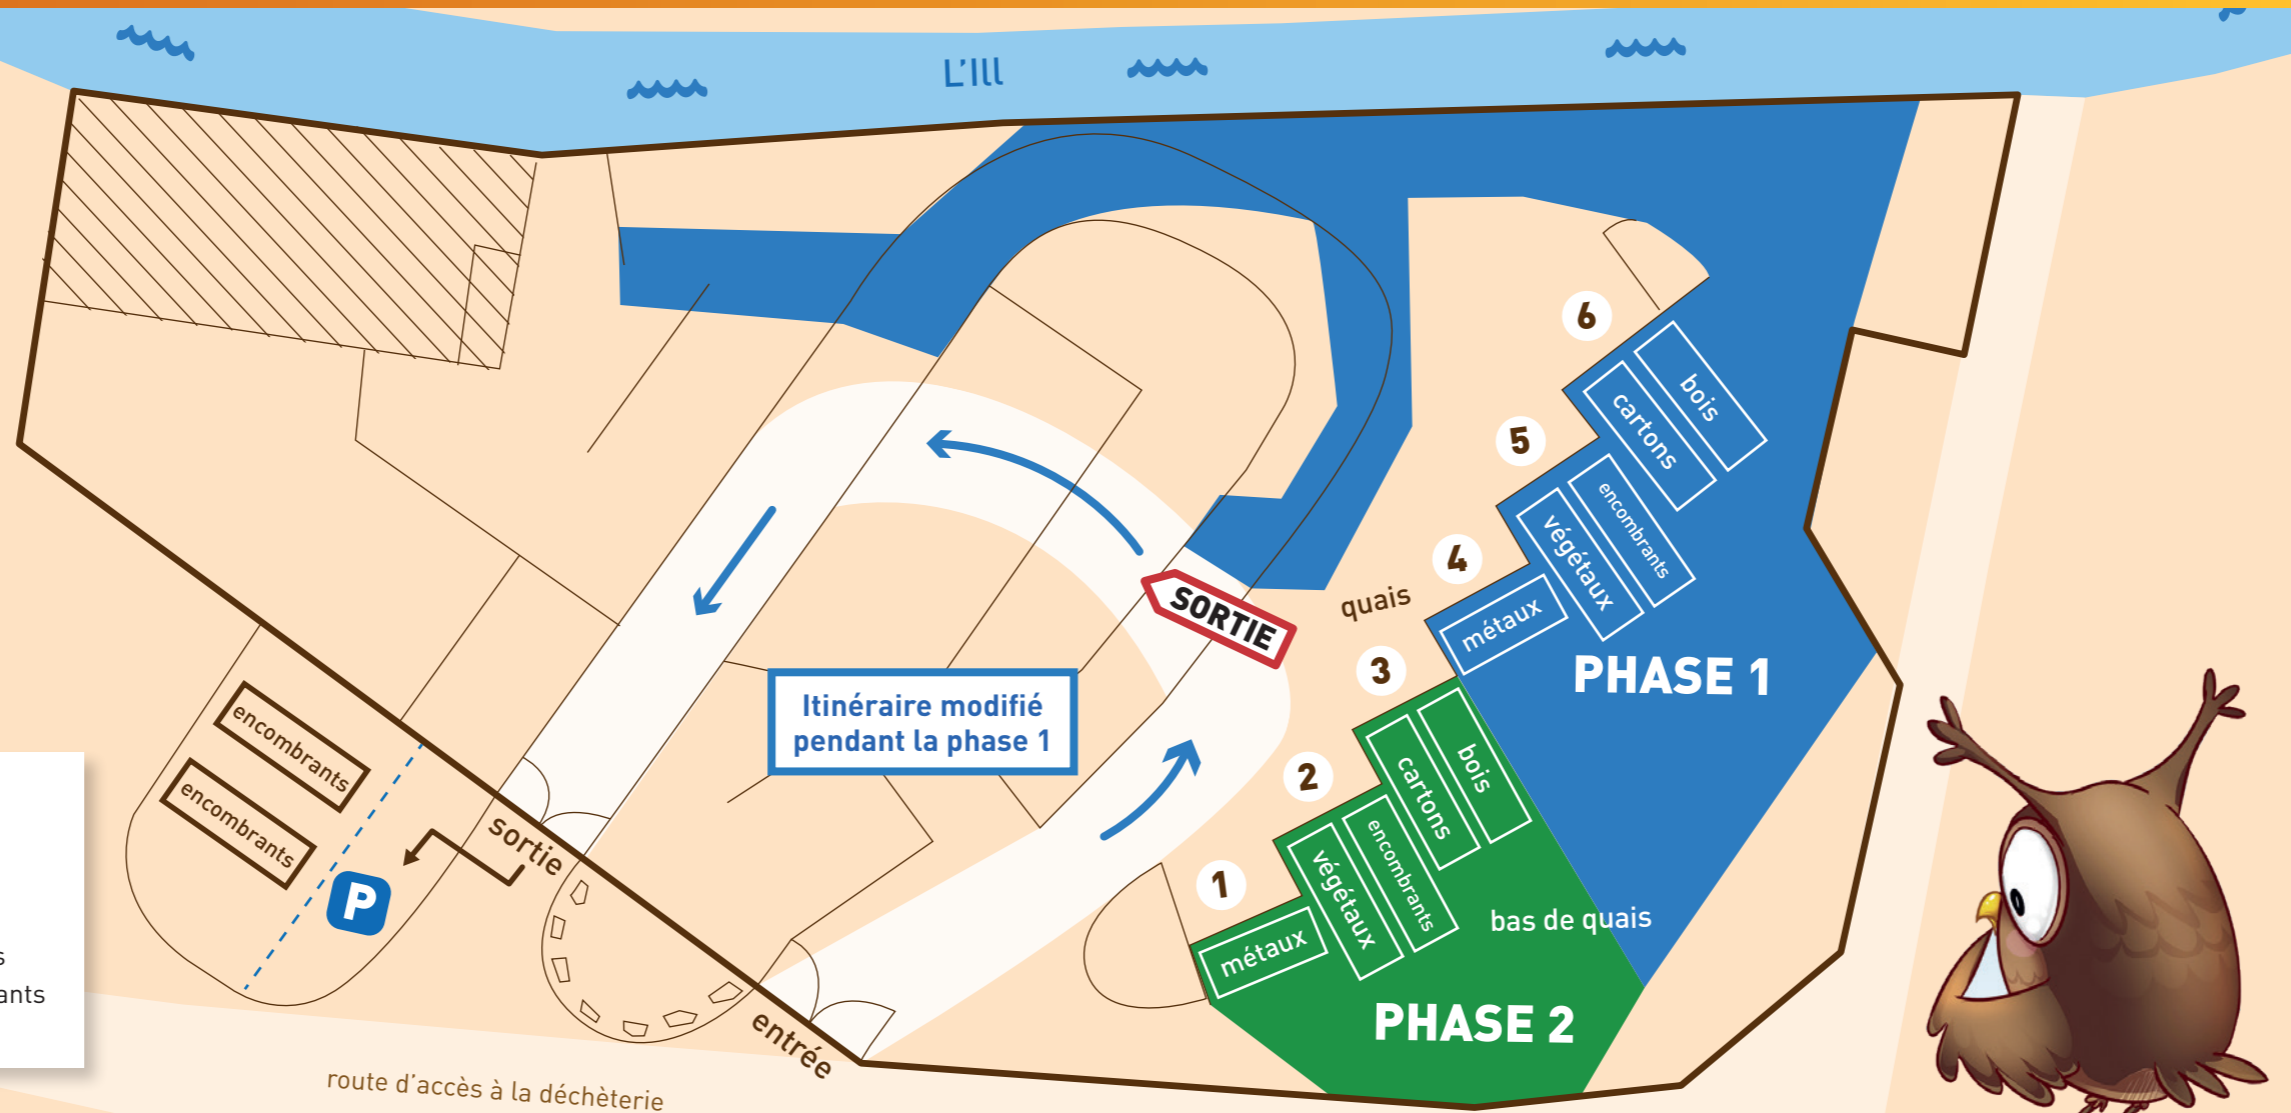 L'Ill
6
bois
cartons
5
encombrants
végétaux
4
quais
métaux
SORTIE
3
PHASE 1
Itinéraire modifié
pendant la phase 1
bois
cartons
2
encombrants
végétaux
1
métaux
bas de quais
PHASE 2
encombrants
encombrants
sortie
P
entrée
route d'accès à la déchèterie